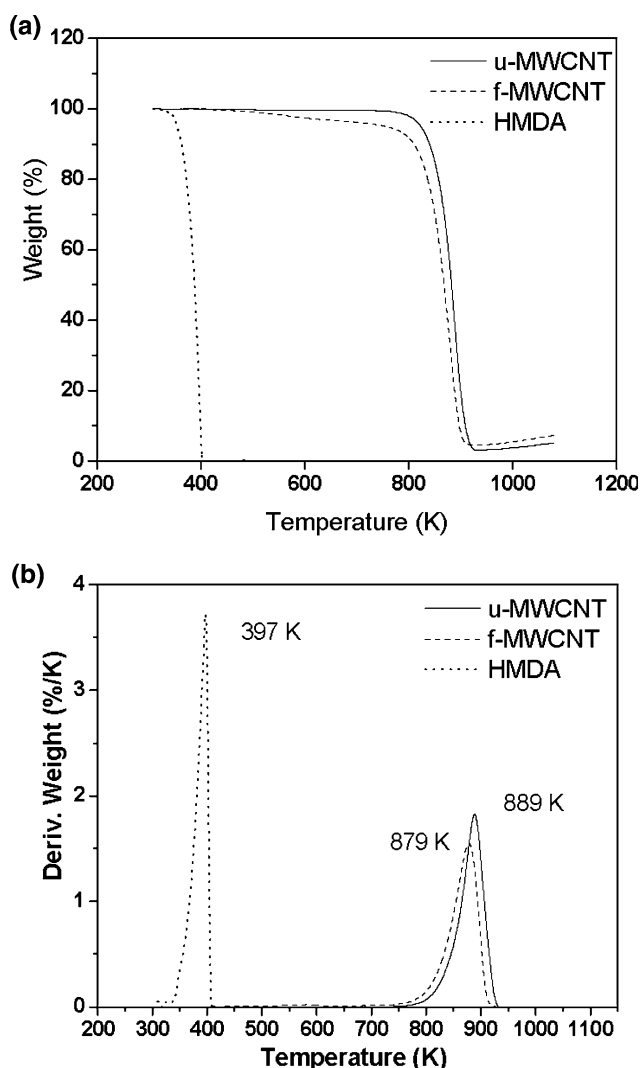 (a)
120
100
80
60
40
20
0
Weight (%)
u-MWCNT
f-MWCNT
HMDA
200 400 600 800 1000 1200
Temperature (K)
(b)
4
3
2
1
0
Deriv. Weight (%/K)
u-MWCNT
f-MWCNT
HMDA
397 K
889 K
879 K
200 300 400 500 600 700 800 900 1000 1100
Temperature (K)